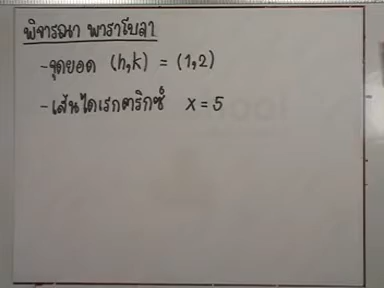 พิจารณา พาราโบลา
- จุดยอด (h,k) = (1,2)
- เส้นไดเรกตริกซ์ x = 5